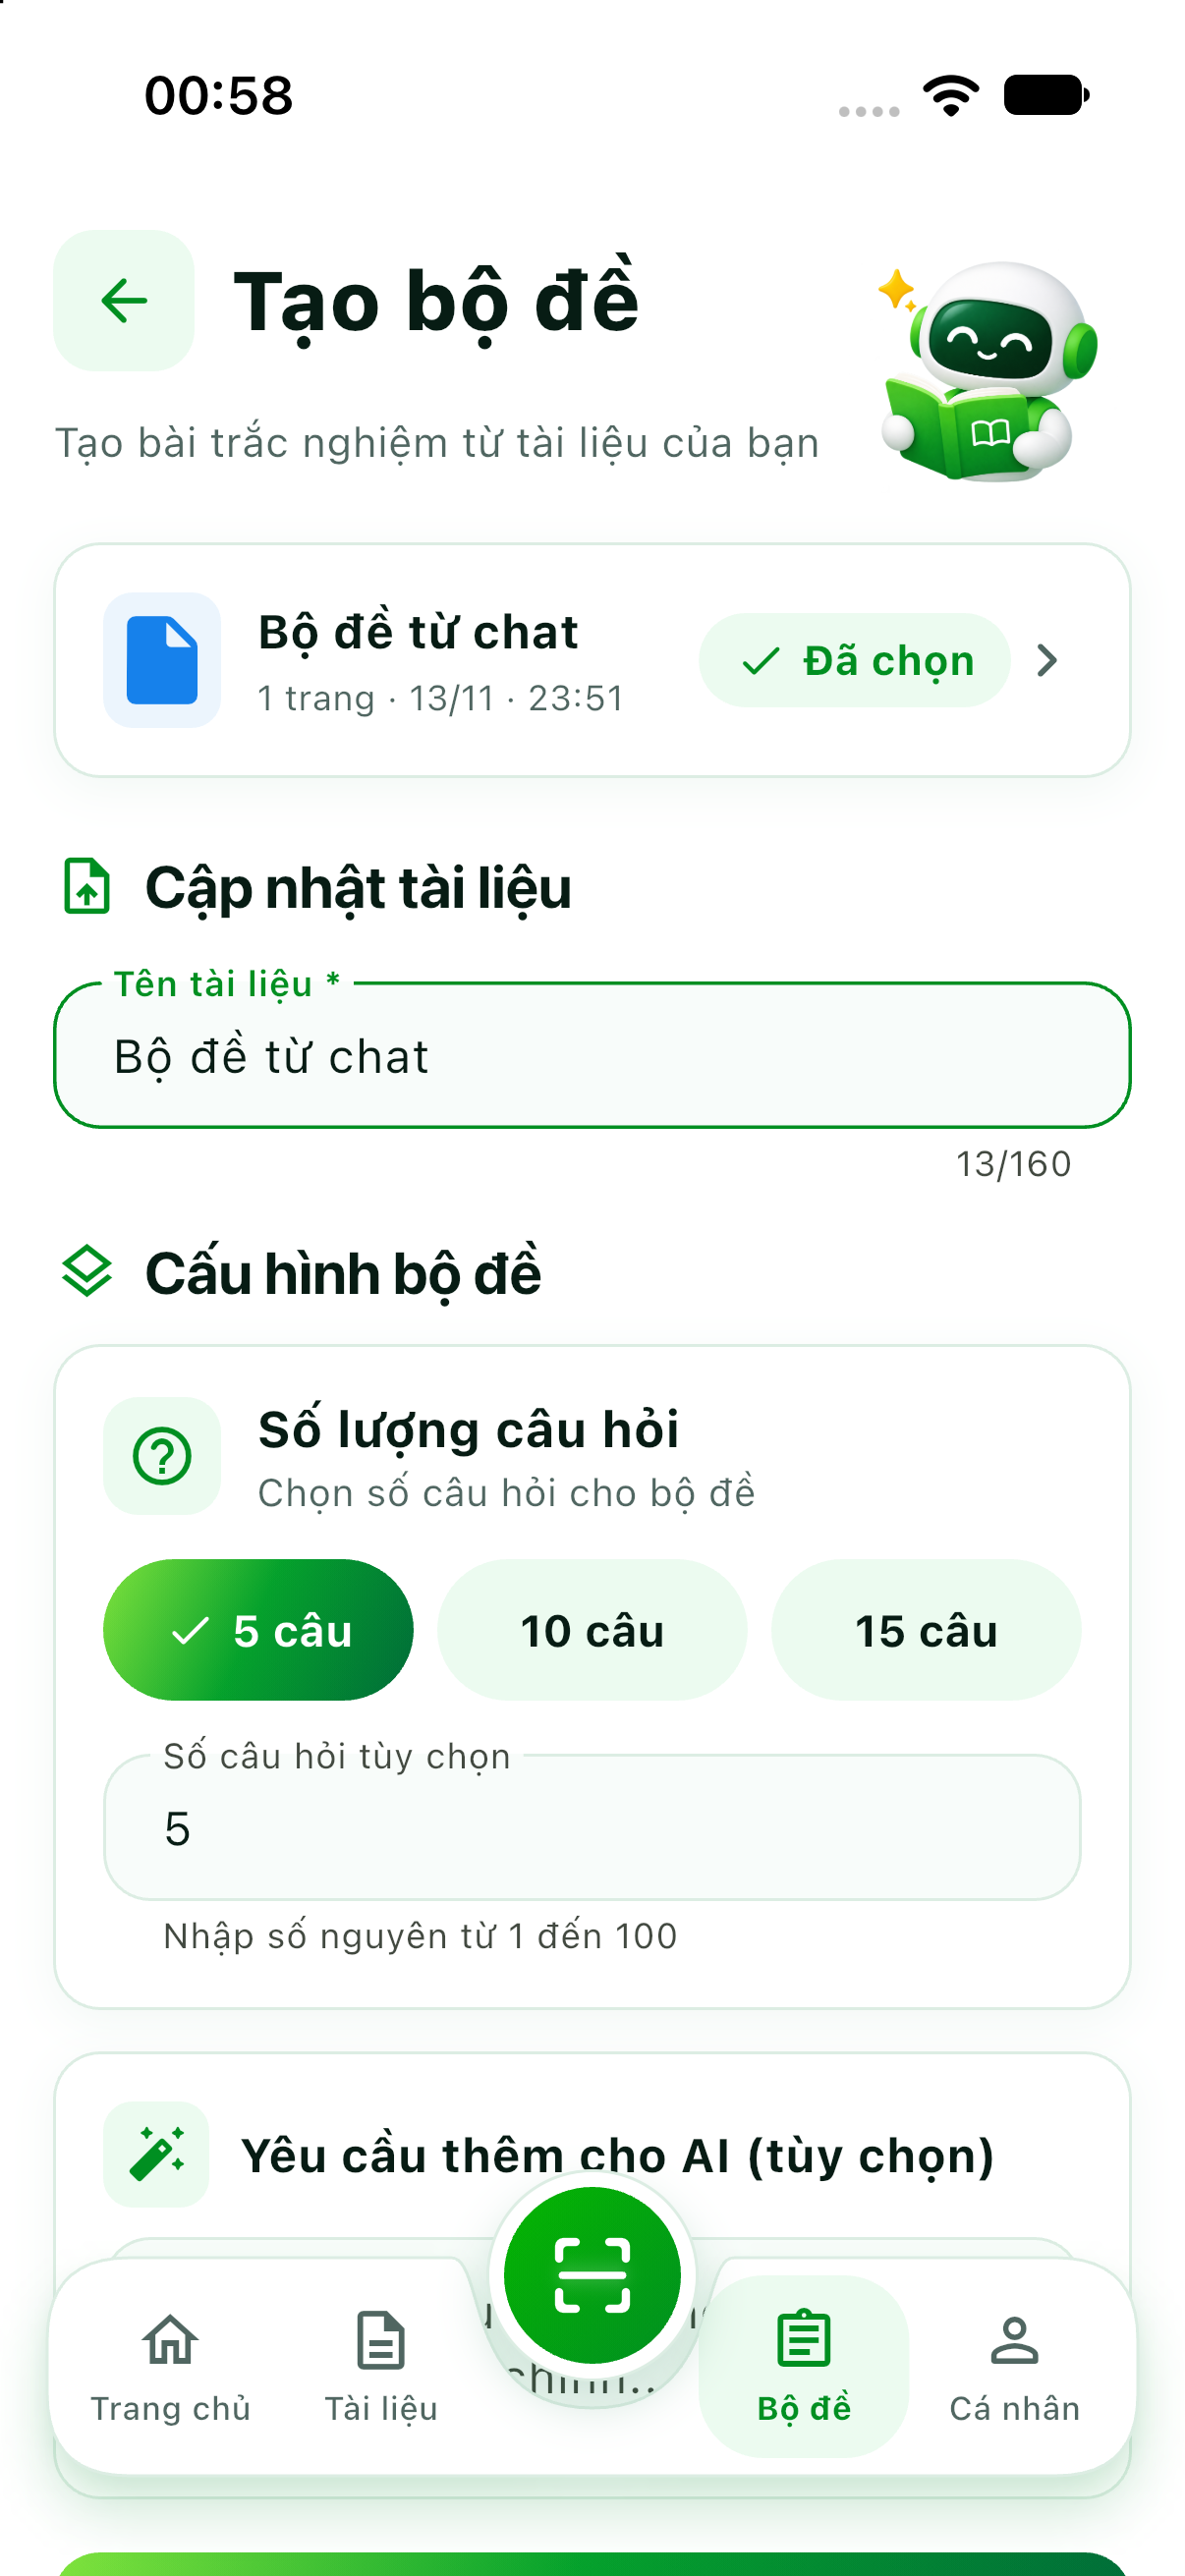 00:58
Tạo bộ đề
Tạo bài trắc nghiệm từ tài liệu của bạn
Bộ đề từ chat
1 trang · 13/11 · 23:51
Đã chọn
Cập nhật tài liệu
Tên tài liệu *
Bộ đề từ chat
13/160
Cấu hình bộ đề
Số lượng câu hỏi
Chọn số câu hỏi cho bộ đề
5 câu
10 câu
15 câu
Số câu hỏi tùy chọn
5
Nhập số nguyên từ 1 đến 100
Yêu cầu thêm cho AI (tùy chọn)
Trang chủ
Tài liệu
Bộ đề
Cá nhân